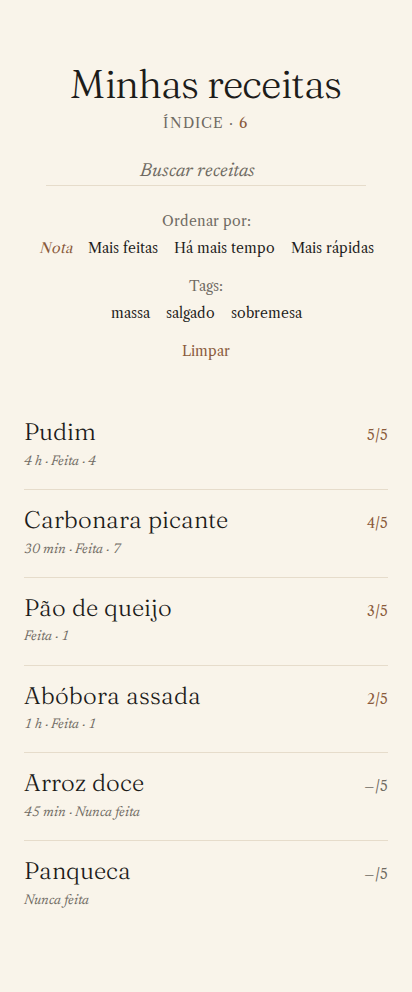 Minhas receitas
ÍNDICE · 6
Buscar receitas
Ordenar por:
Nota Mais feitas Há mais tempo Mais rápidas
Tags:
massa salgado sobremesa
Limpar
Pudim 5/5
4 h · Feita · 4
Carbonara picante 4/5
30 min · Feita · 7
Pão de queijo 3/5
Feita · 1
Abóbora assada 2/5
1 h · Feita · 1
Arroz doce –/5
45 min · Nunca feita
Panqueca –/5
Nunca feita